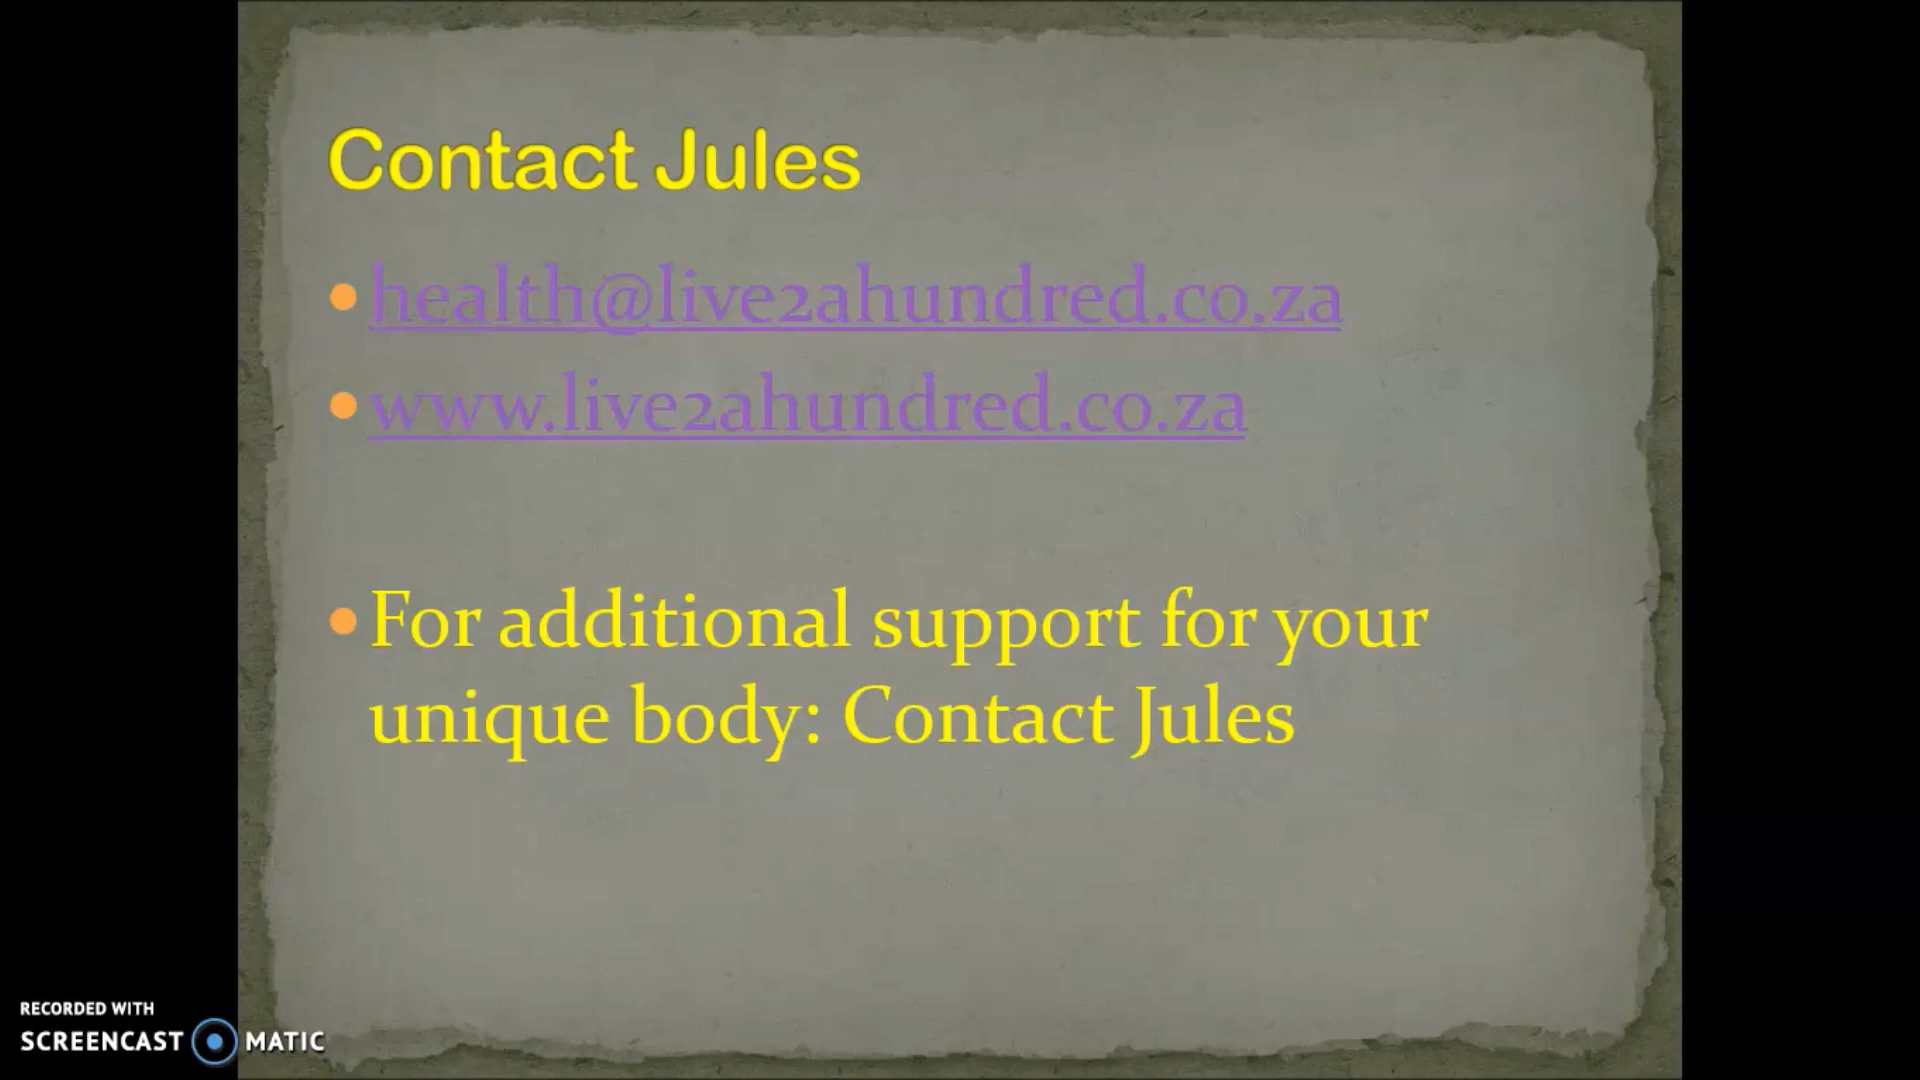 Contact Jules
health@live2ahundred.co.za
www.live2ahundred.co.za
For additional support for your
unique body: Contact Jules
RECORDED WITH
SCREENCAST MATIC